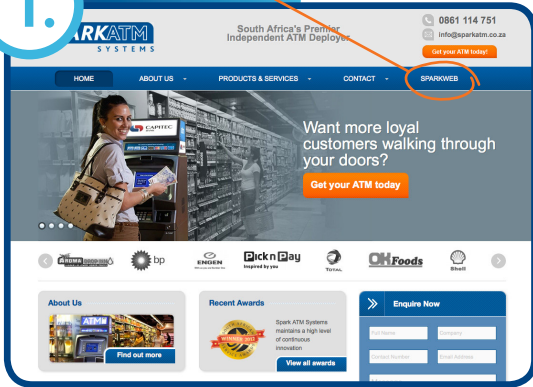 1.
ARKATM
SYSTEMS
South Africa's Premier
Independent ATM Deployer
0861 114 751
info@sparkatm.co.za
Get your ATM today!
HOME ABOUT US PRODUCTS & SERVICES CONTACT SPARKWEB
CAPITEC
Want more loyal
customers walking through
your doors?
Get your ATM today
AROMA
bp
ENGEN
Pick n Pay
Inspired by you
TOTAL
OK Foods
Shell
About Us
ATM
Find out more
Recent Awards
WINNER 2012
Spark ATM Systems
maintains a high level
of continuous
innovation
View all awards
Enquire Now
Full Name
Company
Contact Number
Email Address